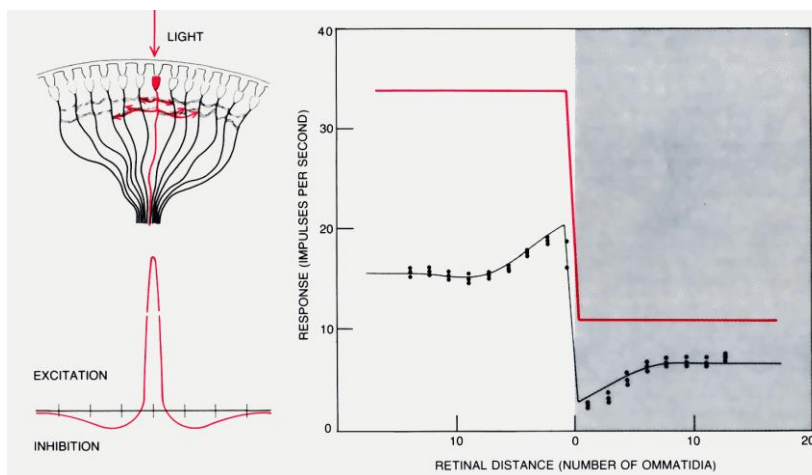 LIGHT
EXCITATION
INHIBITION
RESPONSE (IMPULSES PER SECOND)
40
30
20
10
0
10
0
10
20
RETINAL DISTANCE (NUMBER OF OMMATIDIA)